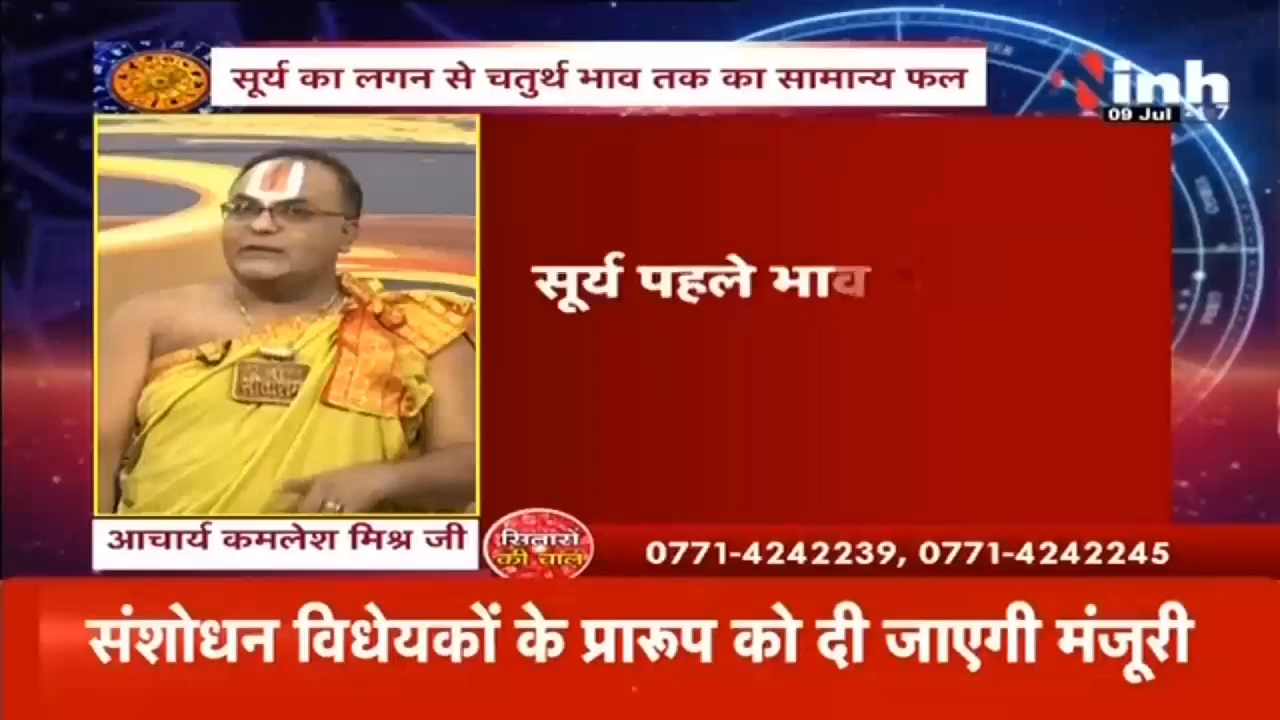 सूर्य का लगन से चतुर्थ भाव तक का सामान्य फल
inh
09 Jul
सूर्य पहले भाव
आचार्य कमलेश मिश्र जी
सितारों
की चाल
0771-4242239, 0771-4242245
संशोधन विधेयकों के प्रारूप को दी जाएगी मंजूरी